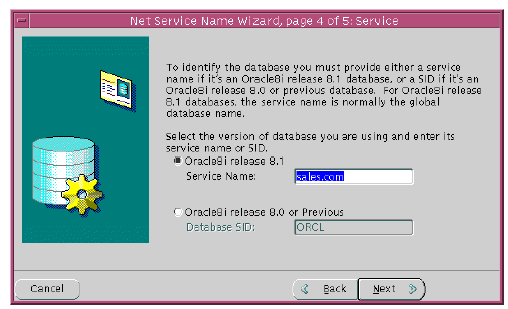 Net Service Name Wizard, page 4 of 5: Service
To identify the database you must provide either a service
name if it's an Oracle8i release 8.1 database, or a SID if it's an
Oracle8i release 8.0 or previous database. For Oracle8i release
8.1 databases, the service name is normally the global
database name.
Select the version of database you are using and enter its
service name or SID.
Oracle8i release 8.1
Service Name: sales.com
Oracle8i release 8.0 or Previous
Database SID: ORCL
Cancel Back Next